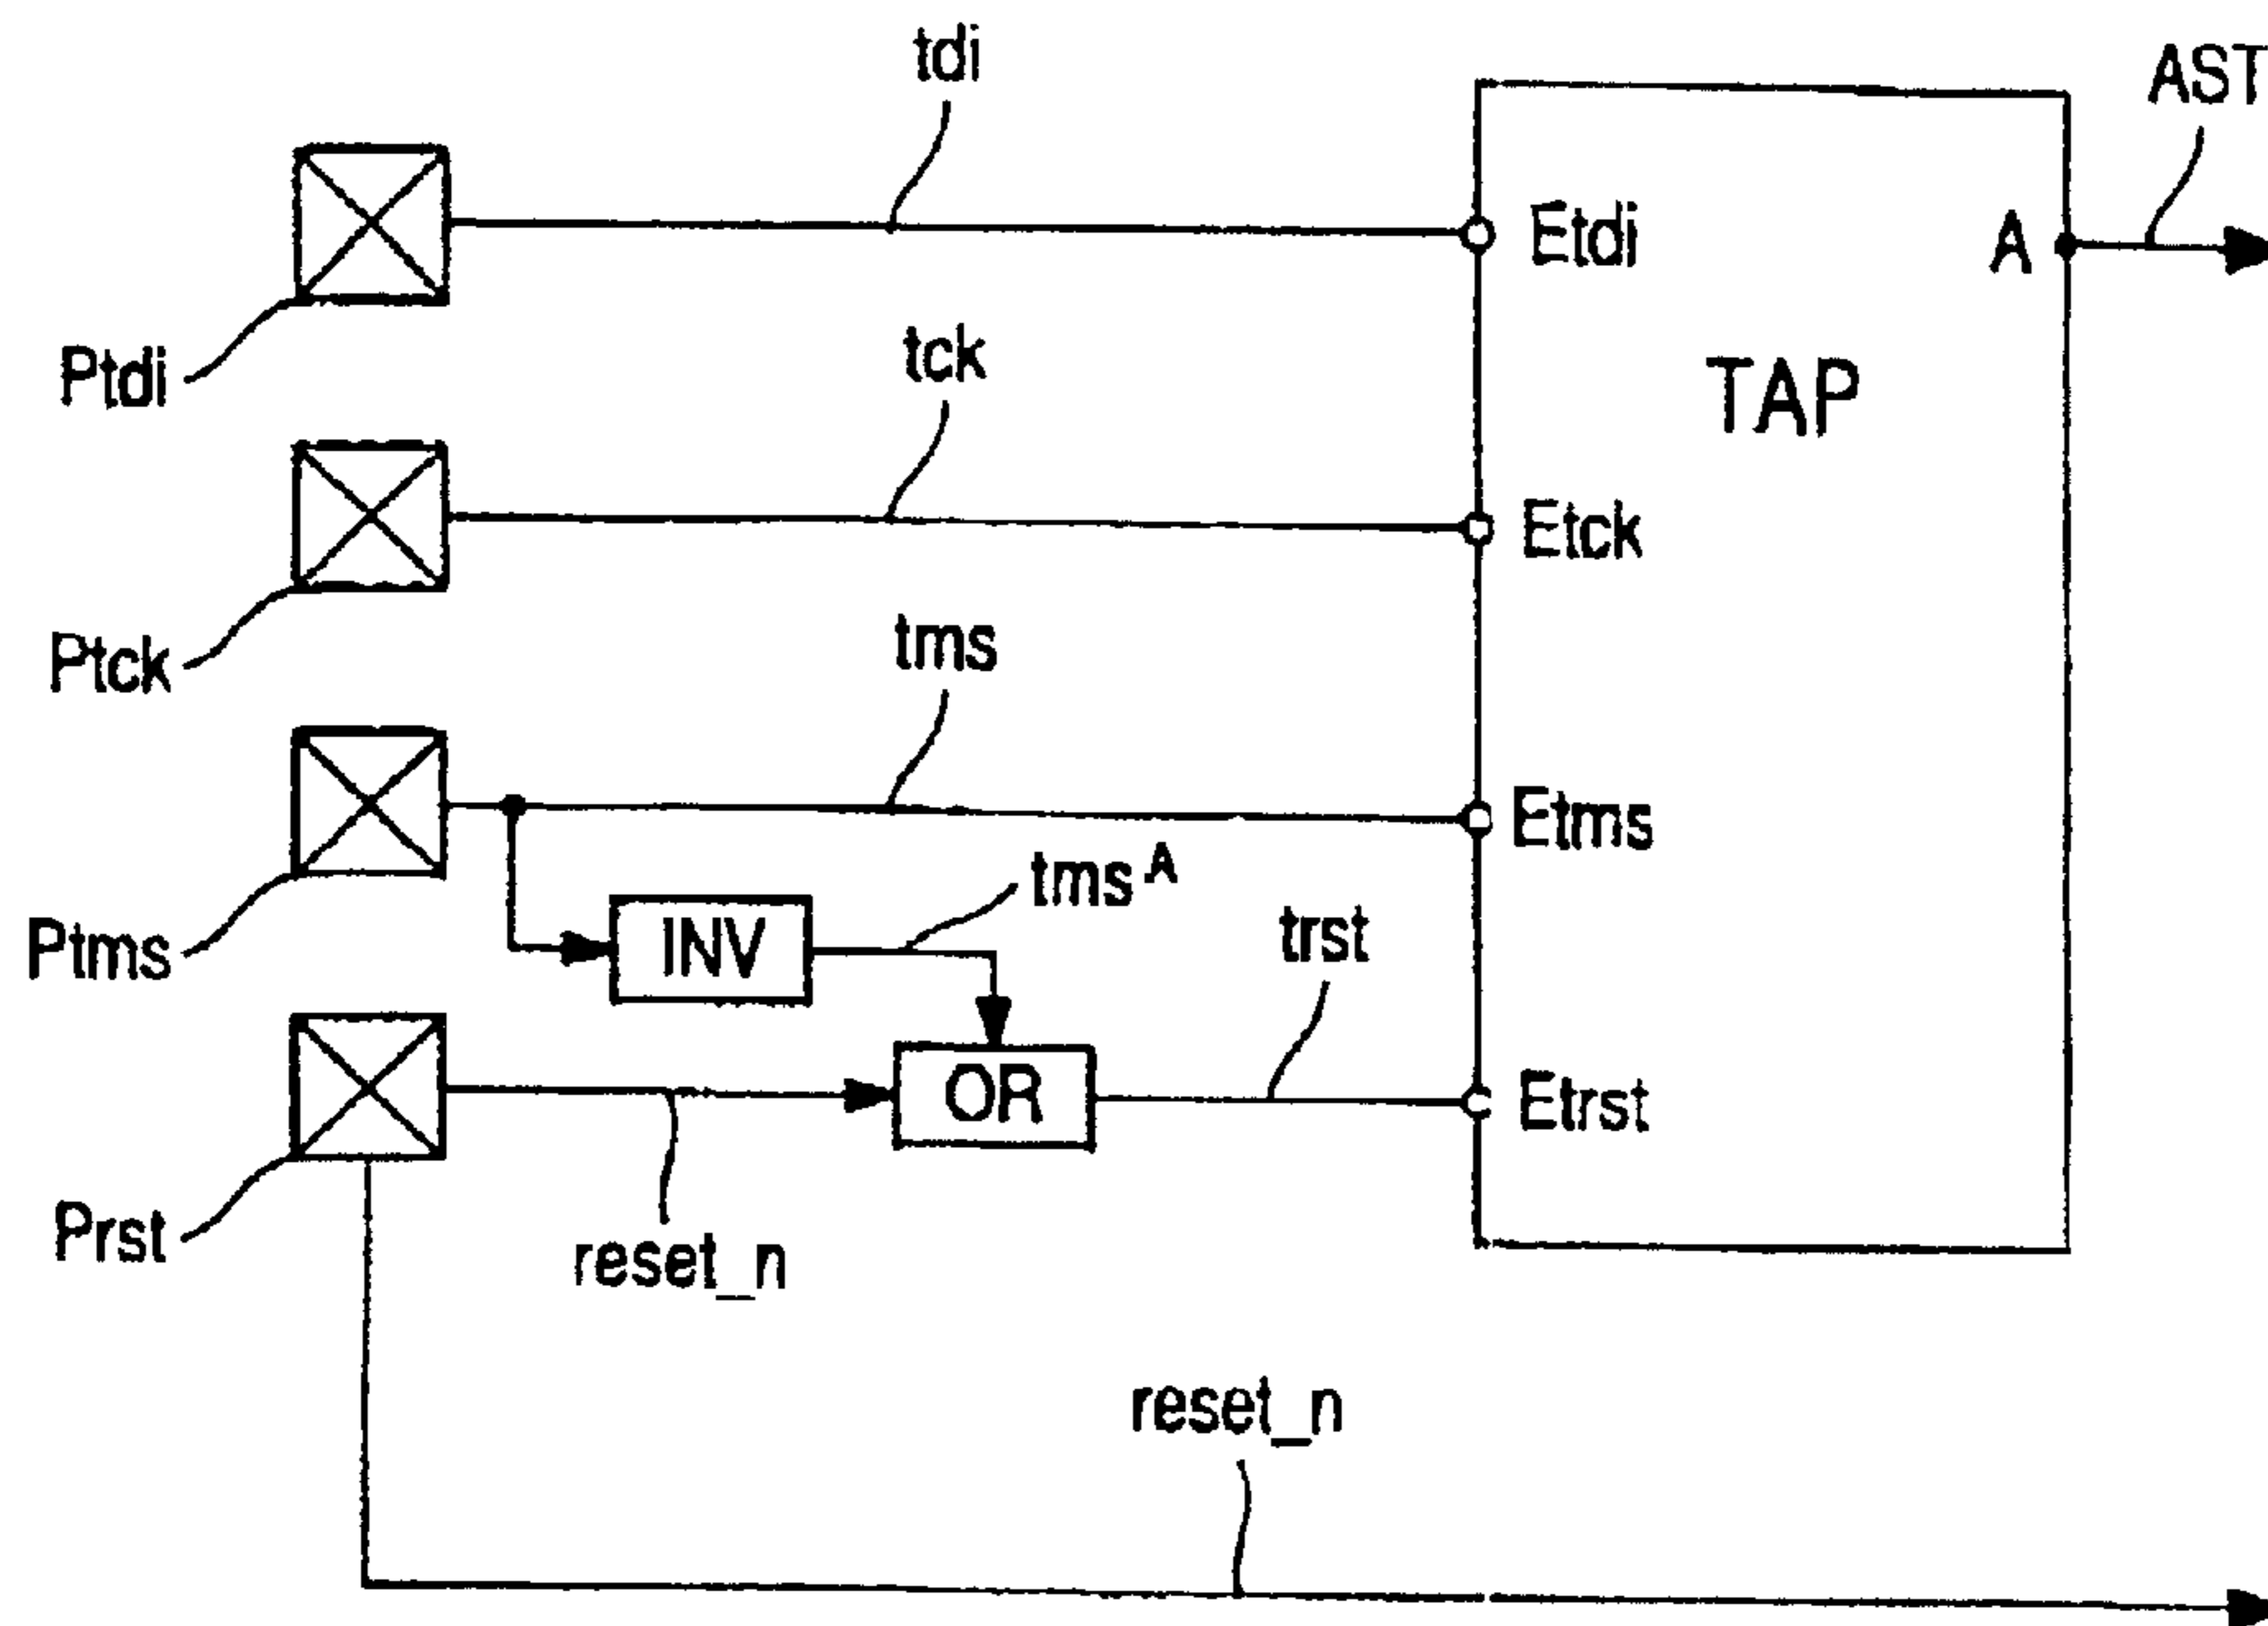 tdi
AST
Etdi
A
Ptdi
tck
TAP
Etck
Ptck
tms
Etms
tms A
Ptms
INV
trst
OR
Etrst
Prst
reset_n
reset_n